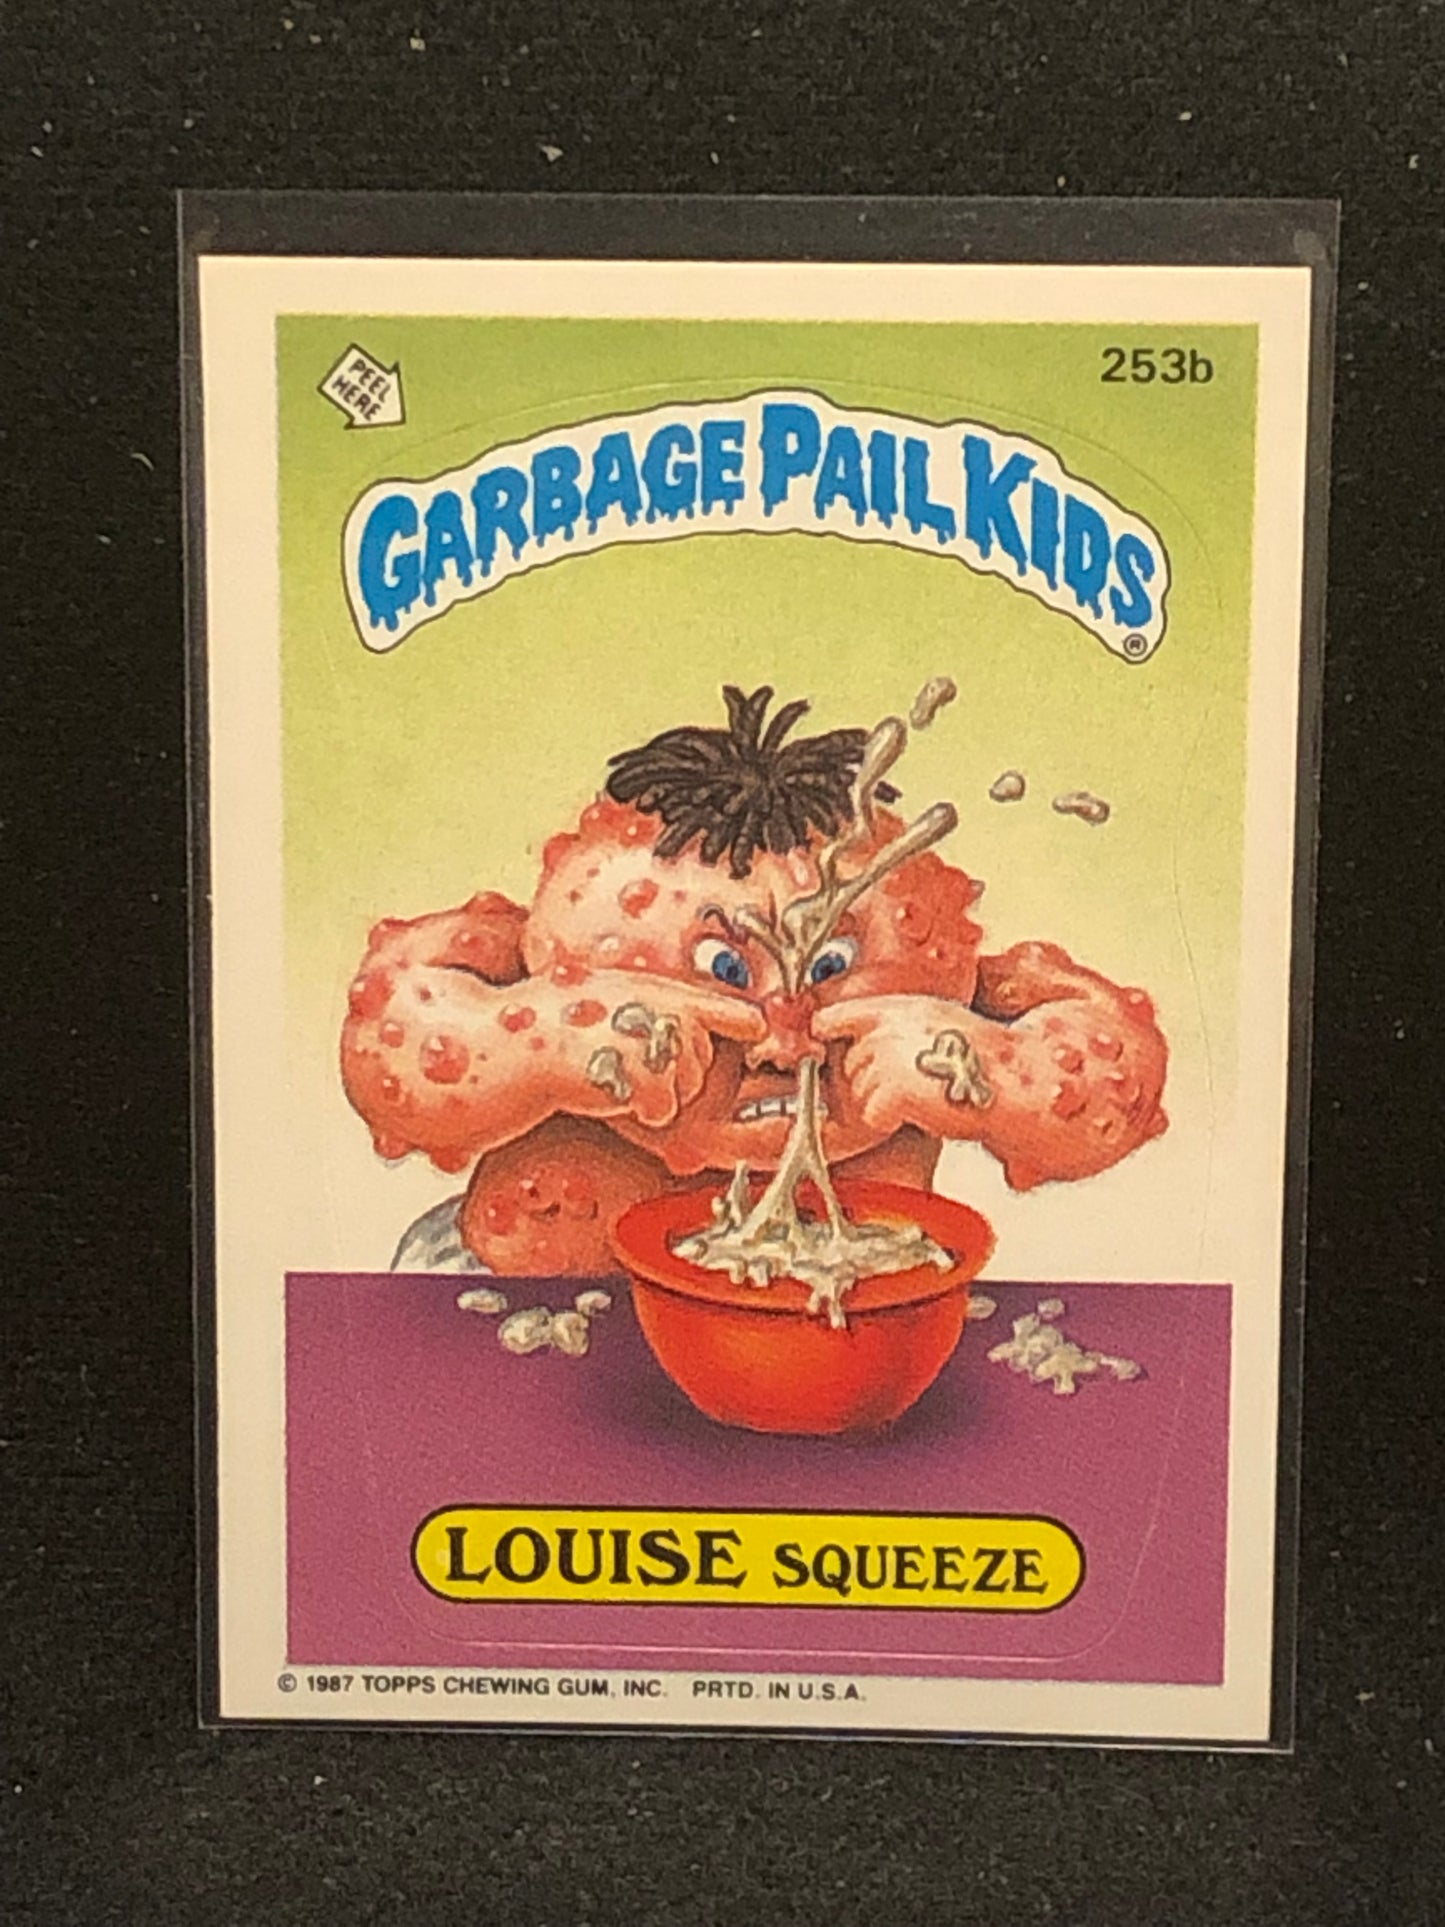 PEEL
HERE
253b
GARBAGE PAIL KIDS
®
LOUISE SQUEEZE
© 1987 TOPPS CHEWING GUM, INC. PRTD. IN U.S.A.